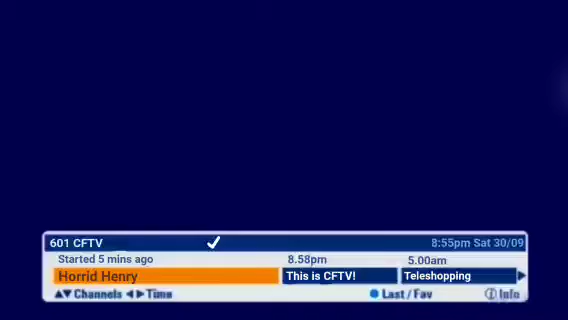 601 CFTV 8:55pm Sat 30/09
Started 5 mins ago 8.58pm 5.00am
Horrid Henry This is CFTV! Teleshopping
Channels Time Last/Fav Info